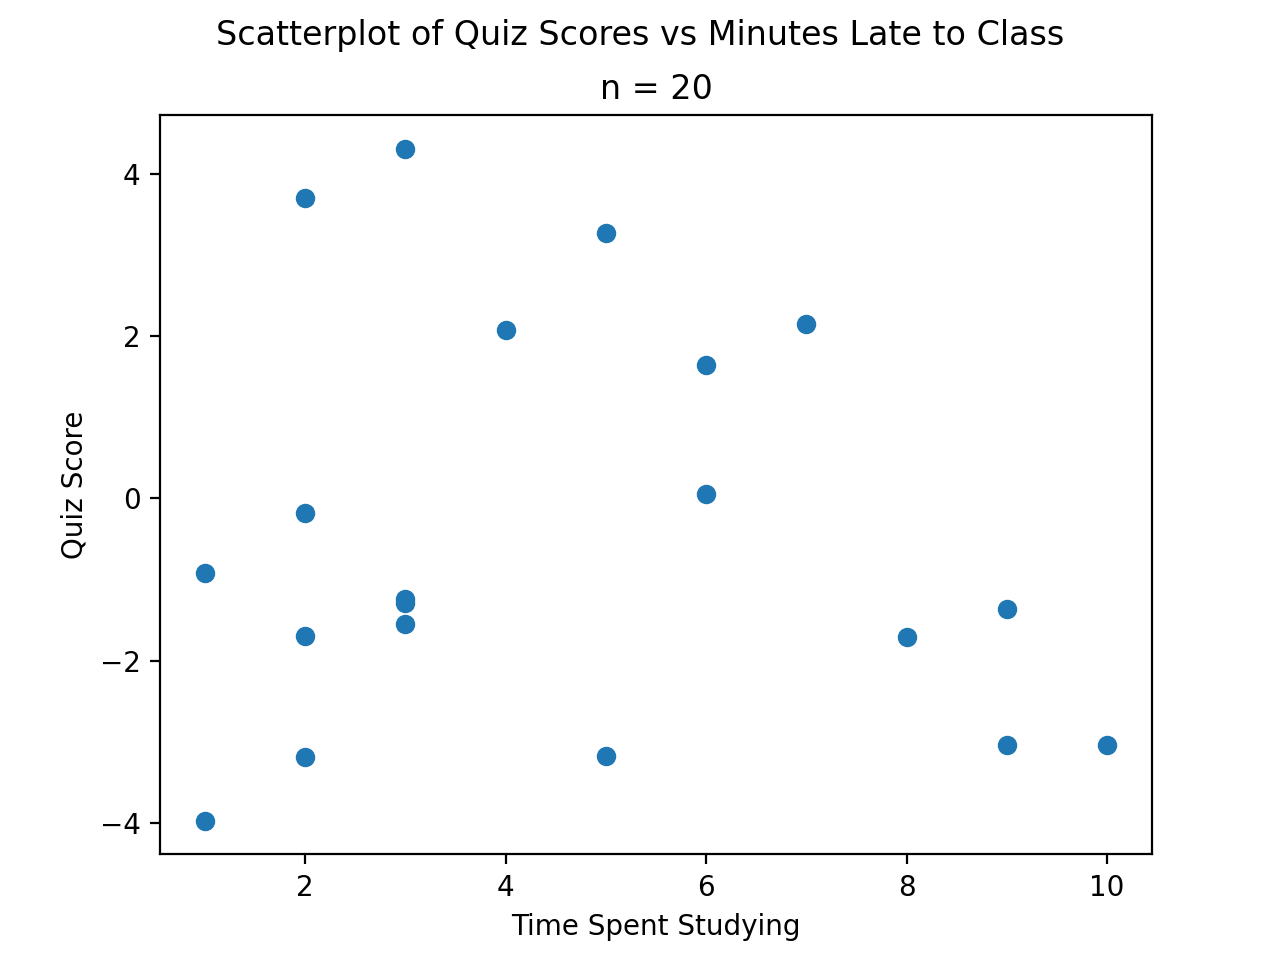 Scatterplot of Quiz Scores vs Minutes Late to Class
n = 20
4
2
0
−2
−4
Quiz Score
2 4 6 8 10
Time Spent Studying